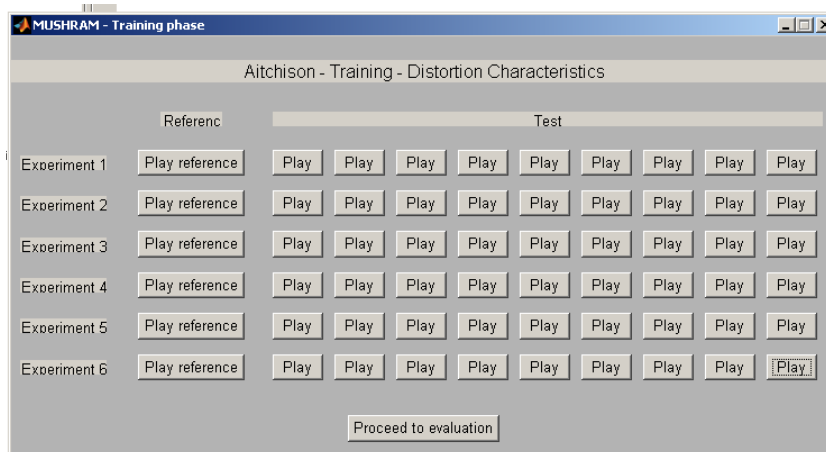 MUSHRAM - Training phase
Aitchison - Training - Distortion Characteristics
Referenc Test
Experiment 1 Play reference Play Play Play Play Play Play Play Play Play
Experiment 2 Play reference Play Play Play Play Play Play Play Play Play
Experiment 3 Play reference Play Play Play Play Play Play Play Play Play
Experiment 4 Play reference Play Play Play Play Play Play Play Play Play
Experiment 5 Play reference Play Play Play Play Play Play Play Play Play
Experiment 6 Play reference Play Play Play Play Play Play Play Play Play
Proceed to evaluation